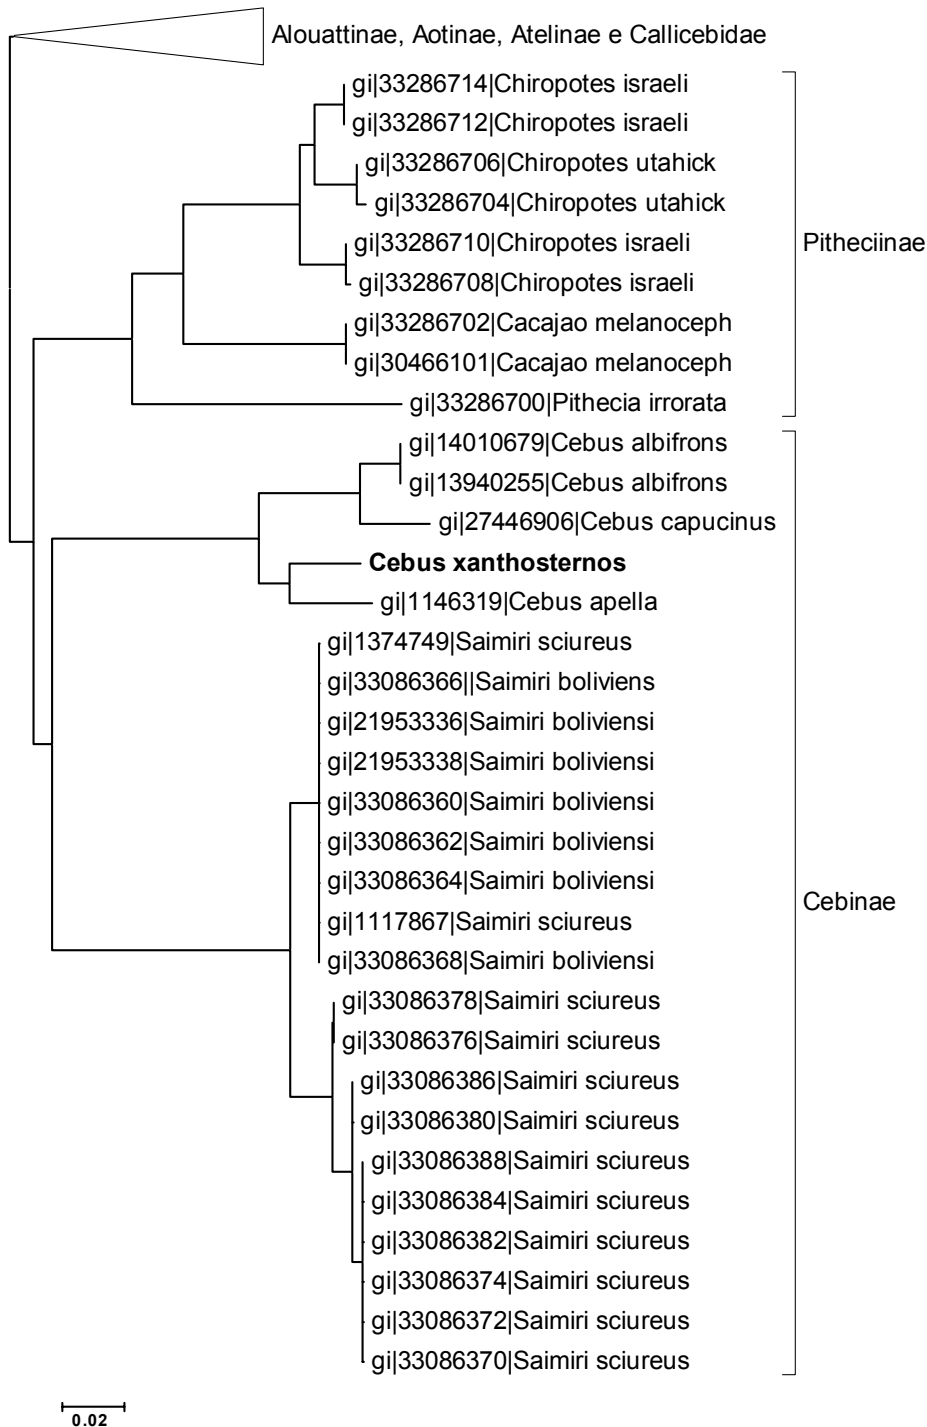 Alouattinae, Aotinae, Atelinae e Callicebidae
gi|33286714|Chiropotes israeli
gi|33286712|Chiropotes israeli
gi|33286706|Chiropotes utahick
gi|33286704|Chiropotes utahick
gi|33286710|Chiropotes israeli
Pitheciinae
gi|33286708|Chiropotes israeli
gi|33286702|Cacajao melanoceph
gi|30466101|Cacajao melanoceph
gi|33286700|Pithecia irrorata
gi|14010679|Cebus albifrons
gi|13940255|Cebus albifrons
gi|27446906|Cebus capucinus
Cebus xanthosternos
gi|1146319|Cebus apella
gi|1374749|Saimiri sciureus
gi|33086366||Saimiri boliviens
gi|21953336|Saimiri boliviensi
gi|21953338|Saimiri boliviensi
gi|33086360|Saimiri boliviensi
gi|33086362|Saimiri boliviensi
gi|33086364|Saimiri boliviensi
Cebinae
gi|1117867|Saimiri sciureus
gi|33086368|Saimiri boliviensi
gi|33086378|Saimiri sciureus
gi|33086376|Saimiri sciureus
gi|33086386|Saimiri sciureus
gi|33086380|Saimiri sciureus
gi|33086388|Saimiri sciureus
gi|33086384|Saimiri sciureus
gi|33086382|Saimiri sciureus
gi|33086374|Saimiri sciureus
gi|33086372|Saimiri sciureus
gi|33086370|Saimiri sciureus
0.02